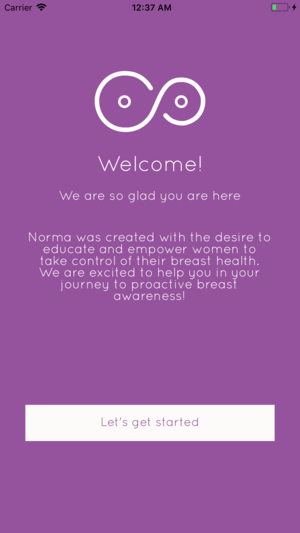 Carrier 12:37 AM
Welcome!
We are so glad you are here
Norma was created with the desire to
educate and empower women to
take control of their breast health.
We are excited to help you in your
journey to proactive breast
awareness!
Let's get started